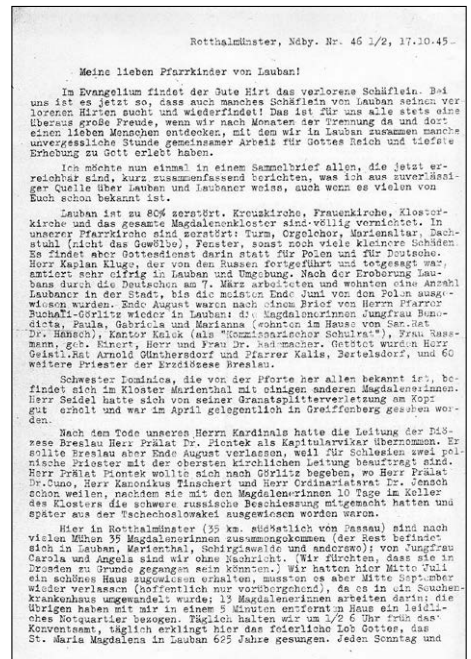 Rotthalmünster, Ndby. Nr. 46 1/2, 17.10.45
Meine lieben Pfarrkinder von Lauban!
Im Evangelium findet der Gute Hirt das verlorene Schäflein. Bei
uns ist es jetzt so, dass auch manches Schäflein von Lauban seinen ver-
lorenen Hirten sucht und wiederfindet! Das ist für uns alle stets eine
überaus große Freude, wenn wir nach Monaten der Trennung da und dort
einen lieben Menschen entdecken, mit dem wir in Lauban zusammen manche
unvergessliche Stunde gemeinsamer Arbeit für Gottes Reich und tiefste
Erhebung zu Gott erlebt haben.
Ich möchte nun einmal in einem Sammelbrief allen, die jetzt er-
reichbar sind, kurz zusammenfassend berichten, was ich aus zuverlässi-
ger Quelle über Lauban und Laubaner weiss, auch wenn es vielen von
Euch schon bekannt ist.
Lauban ist zu 80% zerstört. Kreuzkirche, Frauenkirche, Kloster-
kirche und das gesamte Magdalenenkloster sind völlig vernichtet. In
unserer Pfarrkirche sind zerstört: Turm, Orgelchor, Marienaltar, Dach-
stuhl (nicht das Gewölbe), Fenster, sonst noch viele kleinere Schäden.
Es findet aber Gottesdienst darin statt für Polen und für Deutsche.
Herr Kaplan Kluge, der von den Russen fortgeführt und totgesagt war,
amtiert sehr eifrig in Lauban und Umgebung. Nach der Eroberung Lau-
bans durch die Deutschen am 7. März arbeiteten und wohnten eine Anzahl
Laubaner in der Stadt, bis die meisten Ende Juni von den Polen ausge-
wiesen wurden. Ende August waren nach einem Brief von Herrn Pfarrer
Buchali-Görlitz wieder in Lauban: die Magdalenerinnen Jungfrau Bene-
dicta, Paula, Gabriela und Marianna (wohnten im Hause von San.Rat
Dr. Hänsch), Kantor Kalok (als "Kommissarischer Schulrat"), Frau Rass-
mann, geb. Einert, Herr und Frau Dr. Rademacher. Getötet wurden Herr
Geistl.Rat Arnold Günthersdorf und Pfarrer Kalis, Bertelsdorf, und 60
weitere Priester der Erzdiözese Breslau.
Schwester Dominica, die von der Pforte her allen bekannt ist, be-
findet sich im Kloster Marienthal mit einigen anderen Magdalenerinnen.
Herr Seidel hatte sich von seiner Granatsplitterverletzung am Kopf
gut erholt und war im April gelegentlich in Greiffenberg gesehen wor-
den.
Nach dem Tode unseres Herrn Kardinals hatte die Leitung der Diö-
zese Breslau Herr Prälat Dr. Piontek als Kapitularvikar übernommen. Er
sollte Breslau aber Ende August verlassen, weil für Schlesien zwei pol-
nische Priester mit der obersten kirchlichen Leitung beauftragt sind.
Herr Prälat Piontek wollte sich nach Görlitz begeben, wo Herr Prälat
Dr.Cuno, Herr Kanonikus Tinschert und Herr Ordinariatsrat Dr. Jensch
schon weilen, nachdem sie mit den Magdalenerinnen 10 Tage im Keller
des Klosters die schwere russische Beschiessung mitgemacht hatten und
später aus der Tschechoslowakei ausgewiesen worden waren.
Hier in Rotthalmünster (35 km. südöstlich von Passau) sind nach
vielen Mühen 35 Magdalenerinnen zusammengekommen (der Rest befindet
sich in Lauban, Marienthal, Schirgiswalde und anderswo); von Jungfrau
Carola und Angela sind wir ohne Nachricht. (Wir fürchten, dass sie in
Dresden zu Grunde gegangen sein könnten.) Wir hatten hier Mitte Juli
ein schönes Haus zugewiesen erhalten, mussten es aber Mitte September
wieder verlassen (hoffentlich nur vorübergehend), da es in ein Seuchen-
krankenhaus umgewandelt wurde; 13 Magdalenerinnen arbeiten darin; die
übrigen haben mit mir in einem 5 Minuten entfernten Haus ein leidli-
ches Notquartier bezogen. Täglich halten wir um 1/2 6 Uhr früh das
Konventsamt, täglich erklingt hier das feierliche Lob Gottes, das
St. Maria Magdalena in Lauban 625 Jahre gesungen. Jeden Sonntag und